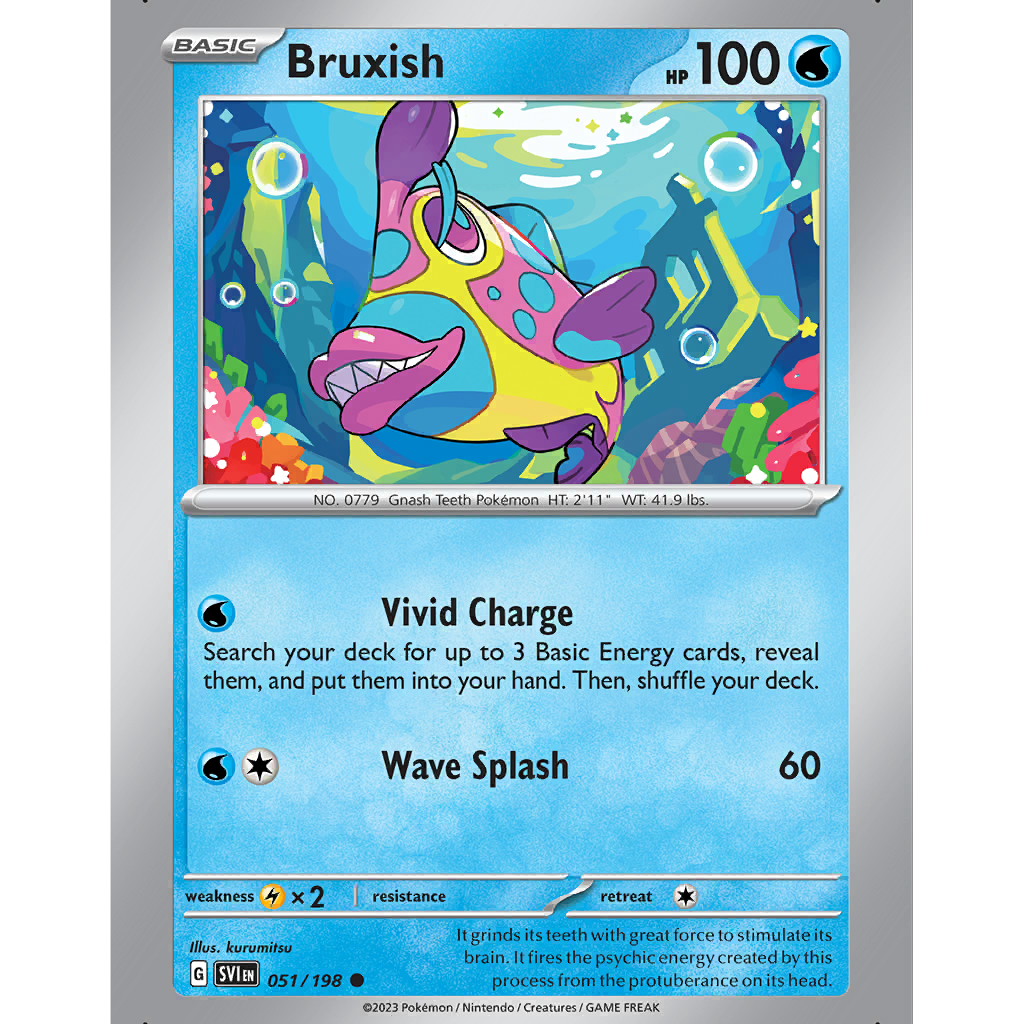 BASIC
Bruxish
HP 100
NO. 0779 Gnash Teeth Pokémon HT: 2'11" WT: 41.9 lbs.
Vivid Charge
Search your deck for up to 3 Basic Energy cards, reveal
them, and put them into your hand. Then, shuffle your deck.
Wave Splash 60
weakness ×2 resistance retreat
Illus. kurumitsu
G SVI EN 051/198
It grinds its teeth with great force to stimulate its
brain. It fires the psychic energy created by this
process from the protuberance on its head.
©2023 Pokémon / Nintendo / Creatures / GAME FREAK